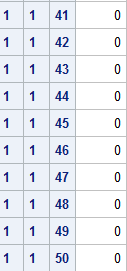 1 1 41 0
1 1 42 0
1 1 43 0
1 1 44 0
1 1 45 0
1 1 46 0
1 1 47 0
1 1 48 0
1 1 49 0
1 1 50 0